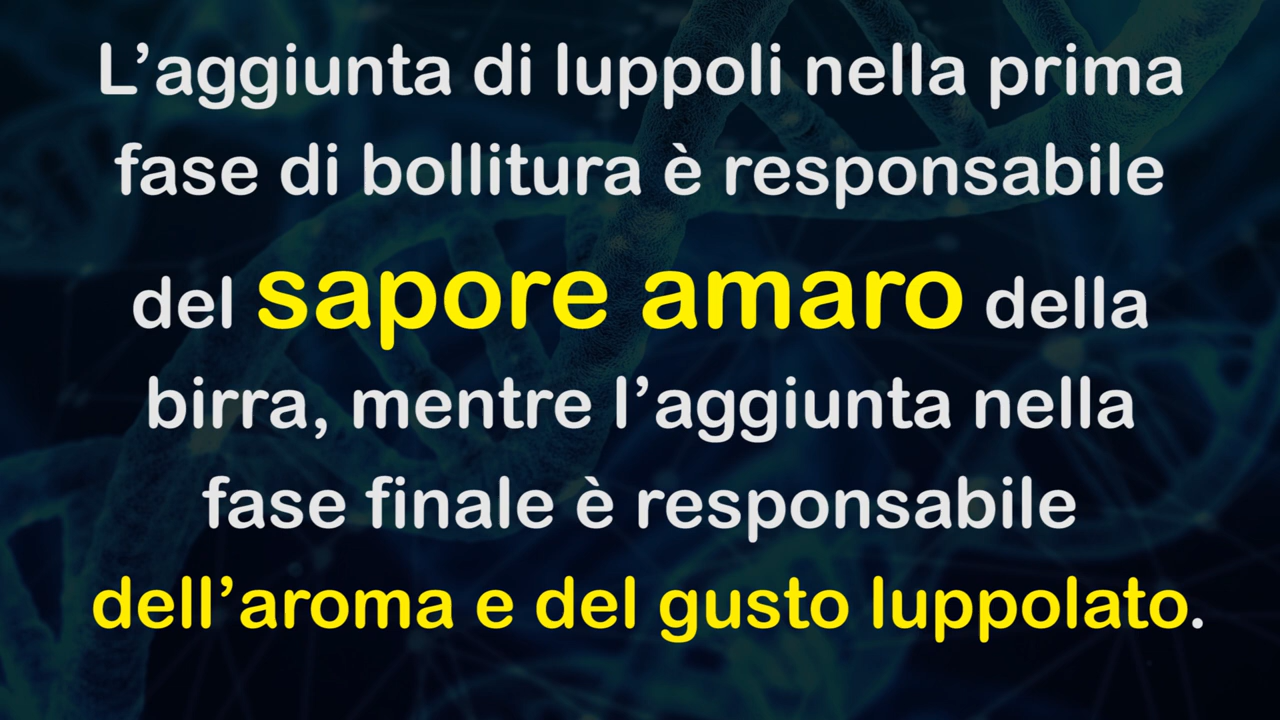 L’aggiunta di luppoli nella prima
fase di bollitura è responsabile
del sapore amaro della
birra, mentre l’aggiunta nella
fase finale è responsabile
dell’aroma e del gusto luppolato.